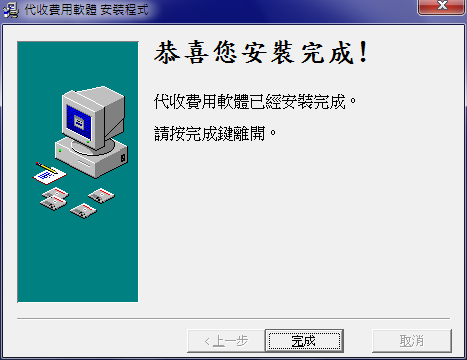 代收費用軟體 安裝程式
恭喜您安裝完成!
代收費用軟體已經安裝完成。
請按完成鍵離開。
<上一步
完成
取消